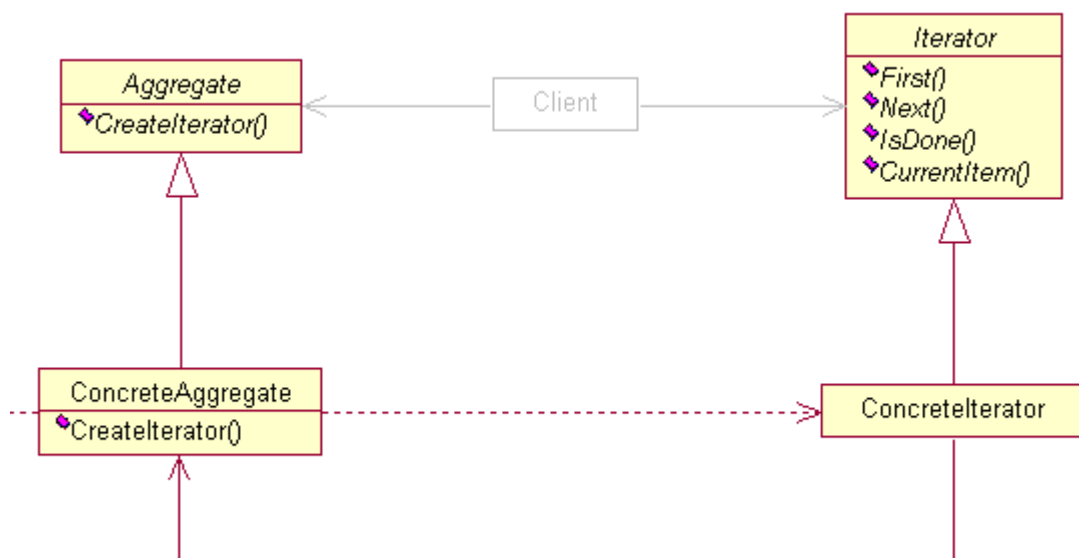 Aggregate
CreateIterator()
Client
Iterator
First()
Next()
IsDone()
CurrentItem()
ConcreteAggregate
CreateIterator()
ConcreteIterator